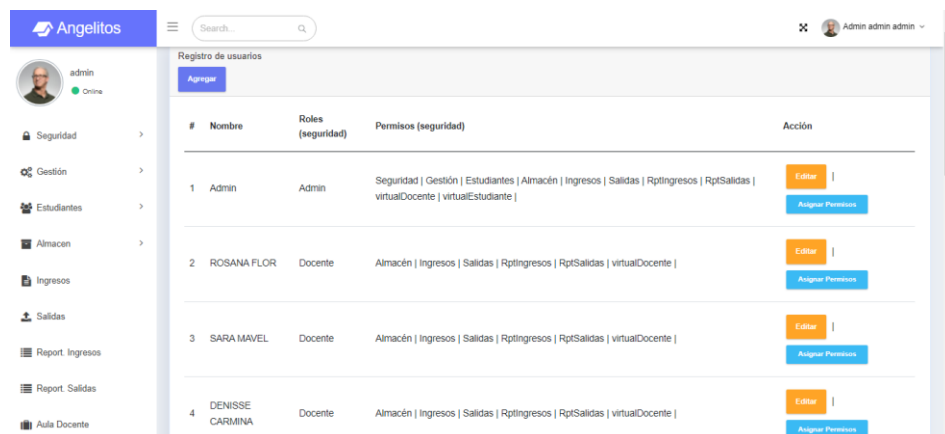 Angelitos
Search...
Admin admin admin
admin
Online
Seguridad
Gestión
Estudiantes
Almacen
Ingresos
Salidas
Report. Ingresos
Report. Salidas
Aula Docente
Registro de usuarios
Agregar
# Nombre Roles (seguridad) Permisos (seguridad) Acción
1 Admin Admin Seguridad | Gestión | Estudiantes | Almacén | Ingresos | Salidas | RptIngresos | RptSalidas |
virtualDocente | virtualEstudiante |
Editar |
Asignar Permisos
2 ROSANA FLOR Docente Almacén | Ingresos | Salidas | RptIngresos | RptSalidas | virtualDocente |
Editar |
Asignar Permisos
3 SARA MAVEL Docente Almacén | Ingresos | Salidas | RptIngresos | RptSalidas | virtualDocente |
Editar |
Asignar Permisos
4 DENISSE CARMINA Docente Almacén | Ingresos | Salidas | RptIngresos | RptSalidas | virtualDocente |
Editar |
Asignar Permisos